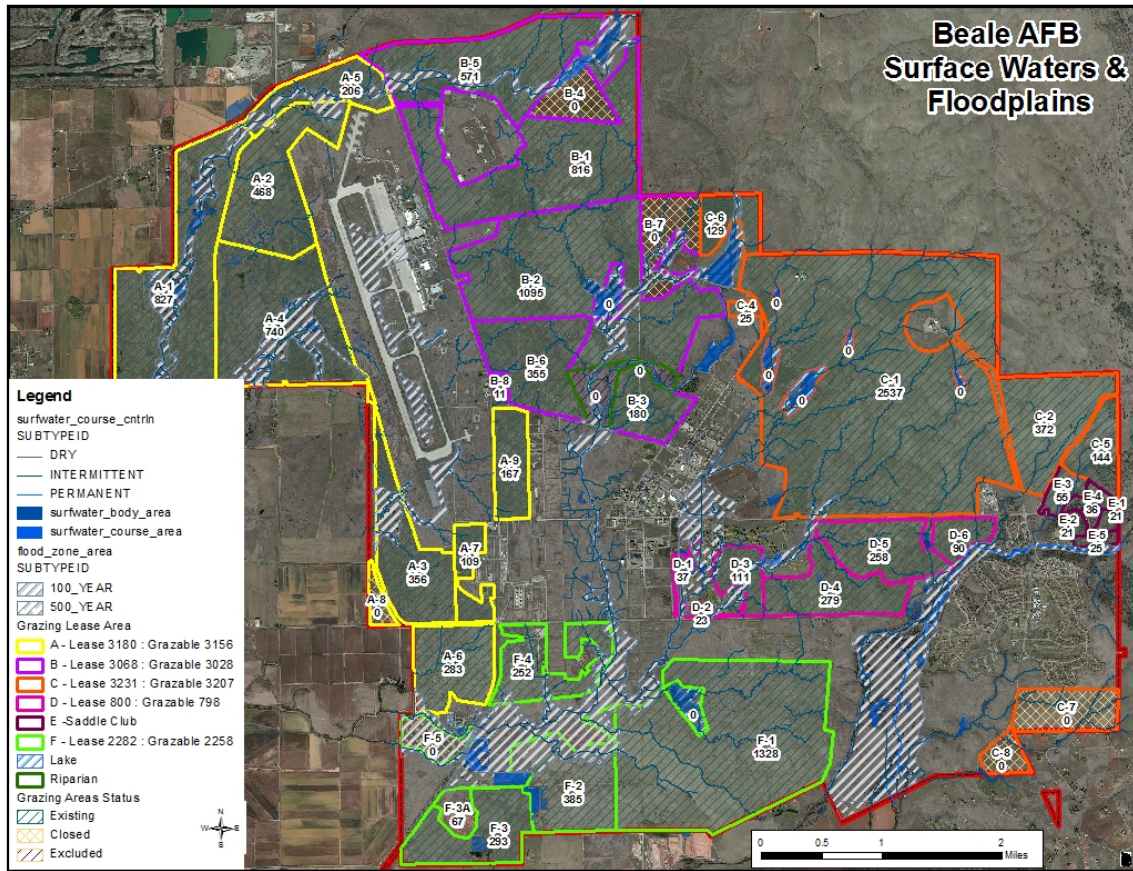 Beale AFB
Surface Waters &
Floodplains
B-5
571
A-5
206
B-4
0
B-1
816
A-2
468
B-7
0
C-6
129
A-1
827
B-2
1095
0
0
C-4
25
A-4
740
B-6
355
0
B-8
11
0
B-3
180
0
0
0
C-1
2537
0
C-2
372
C-5
144
A-9
167
E-3
55
E-4
36
E-1
21
E-2
21
E-5
25
A-7
109
A-3
356
A-8
0
D-1
37
D-3
111
D-5
258
D-6
90
D-4
279
D-2
23
A-6
283
F-4
252
0
F-1
1328
F-5
0
C-7
0
C-8
0
F-2
385
F-3A
67
F-3
293
Legend
surfwater_course_cntrln
SUBTYPEID
DRY
INTERMITTENT
PERMANENT
surfwater_body_area
surfwater_course_area
flood_zone_area
SUBTYPEID
100_YEAR
500_YEAR
Grazing Lease Area
A - Lease 3180 : Grazable 3156
B - Lease 3068 : Grazable 3028
C - Lease 3231 : Grazable 3207
D - Lease 800 : Grazable 798
E -Saddle Club
F - Lease 2282 : Grazable 2258
Lake
Riparian
Grazing Areas Status
Existing
Closed
Excluded
N
W E
S
0 0.5 1 2
Miles